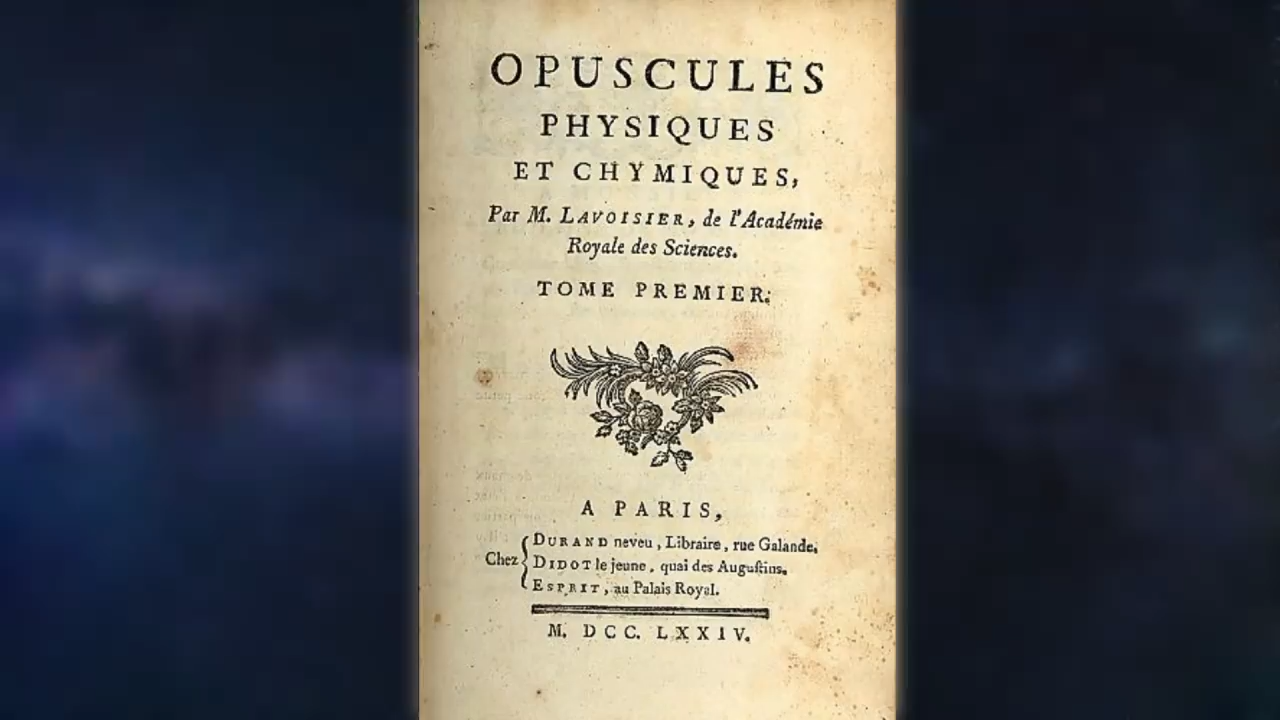 OPUSCULES
PHYSIQUES
ET CHYMIQUES,
Par M. LAVOISIER, de l'Académie
Royale des Sciences.
TOME PREMIER.
A PARIS,
Chez
DURAND neveu, Libraire, rue Galande.
DIDOT le jeune, quai des Augustins.
ESPRIT, au Palais Royal.
M. DCC. LXXIV.